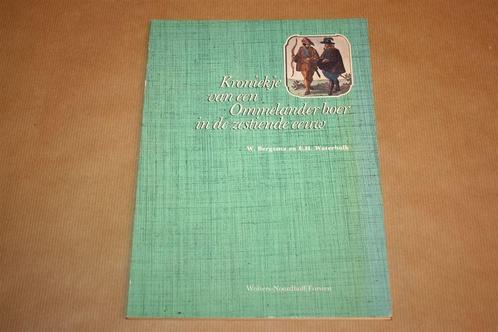 Kroniekje
van een
Ommelander boer
in de zestiende eeuw
W. Bergsma en E.H. Waterbolk
Wolters-Noordhoff/Forsten